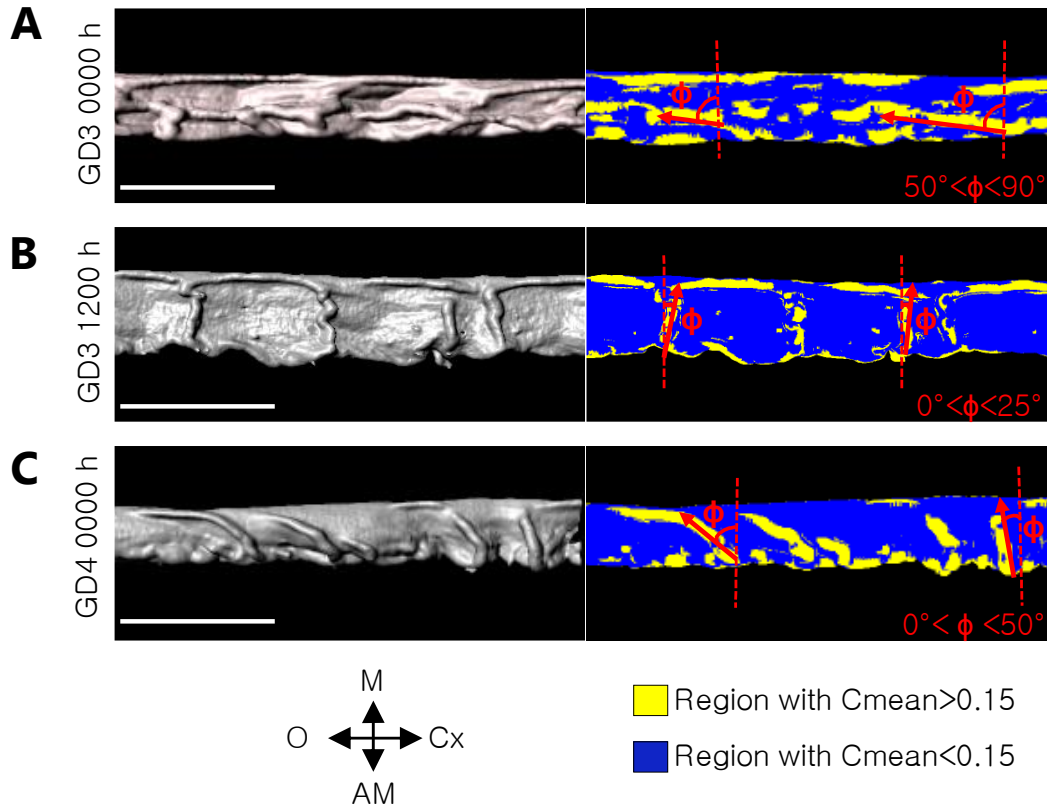 A
GD3 0000 h
ϕ
ϕ
50°<ϕ<90°
B
GD3 1200 h
ϕ
ϕ
0°<ϕ<25°
C
GD4 0000 h
ϕ
ϕ
0°< ϕ <50°
M
O
Cx
AM
Region with Cmean>0.15
Region with Cmean<0.15